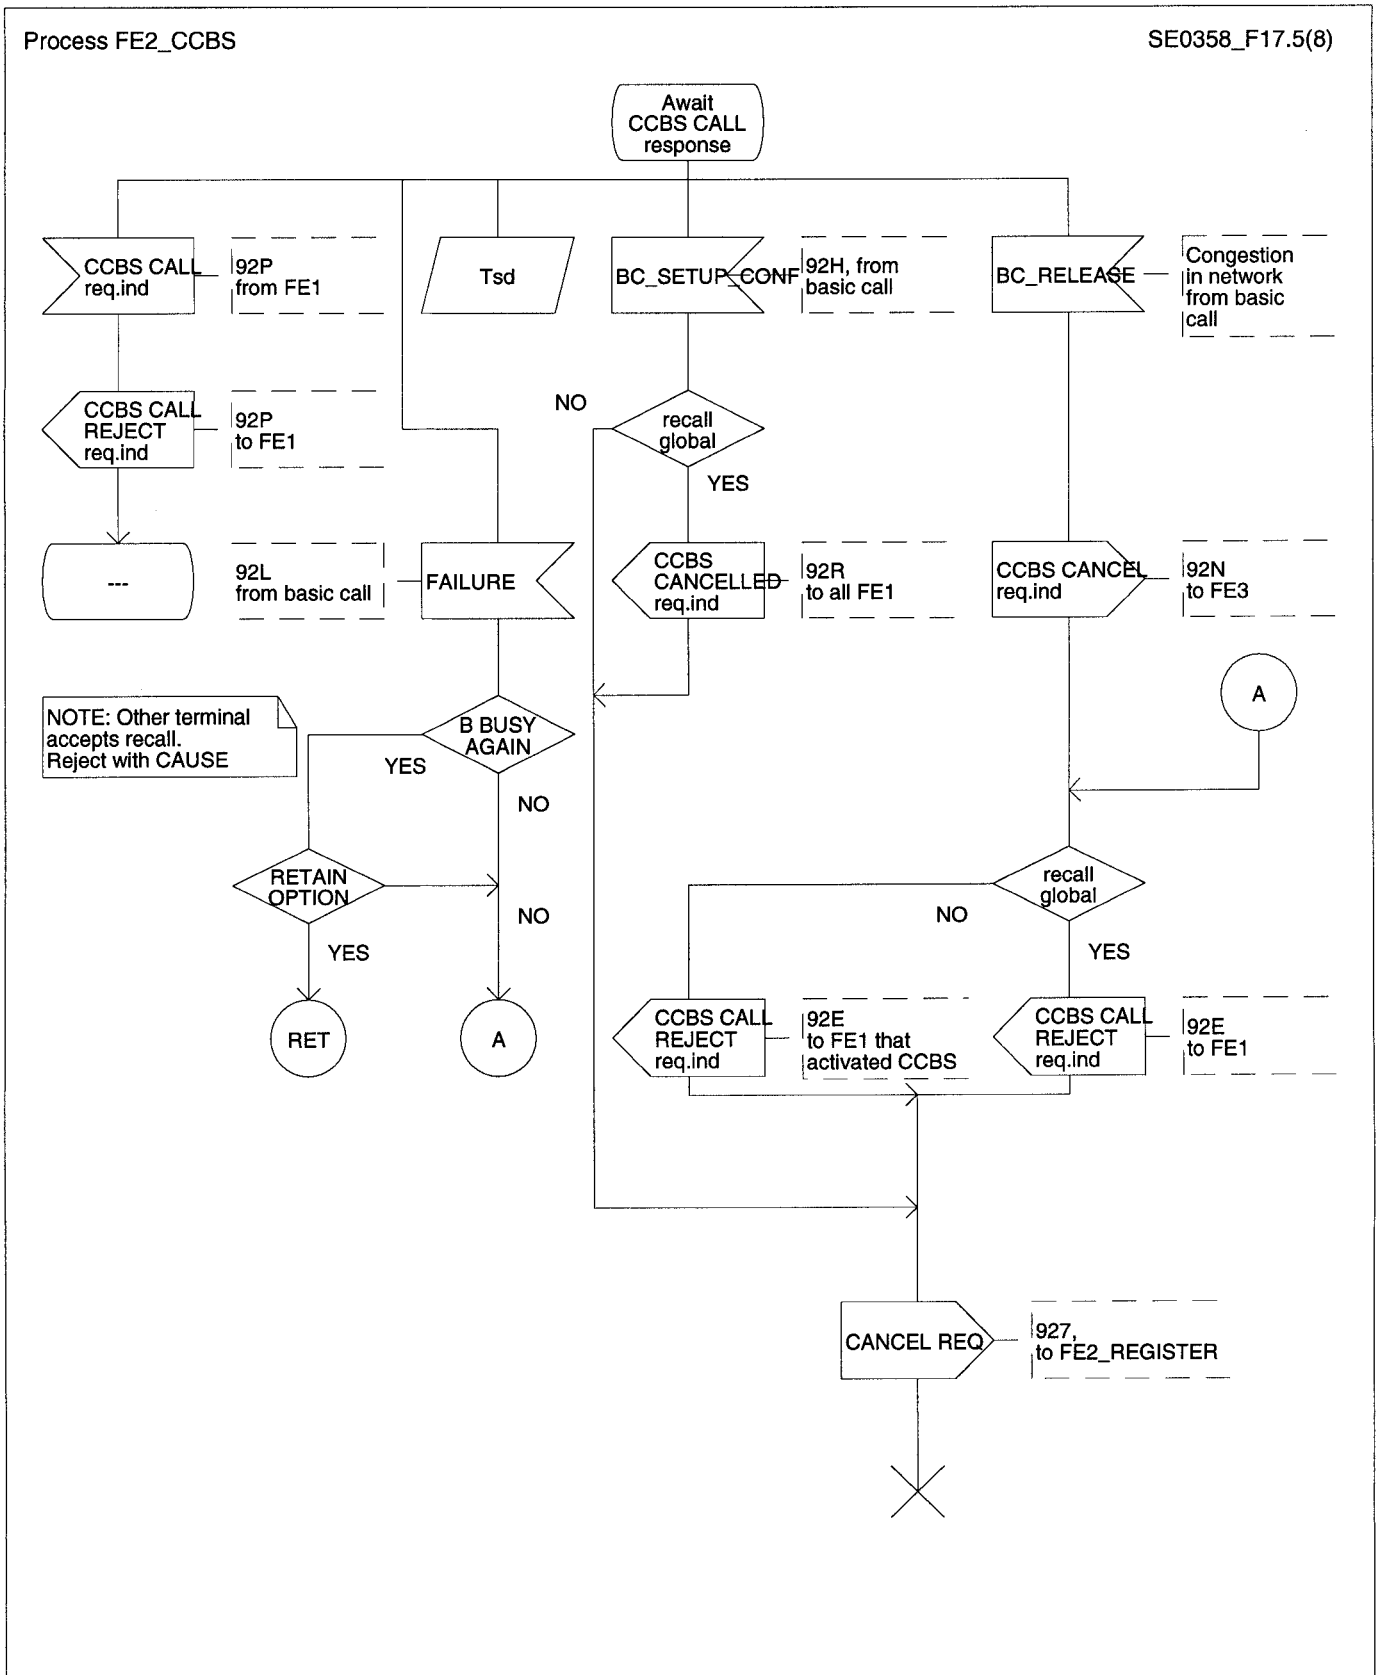 Process FE2_CCBS
SE0358_F17.5(8)
Await
CCBS CALL
response
CCBS CALL
req.ind
92P
from FE1
Tsd
BC_SETUP_CONF
92H, from
basic call
BC_RELEASE
Congestion
in network
from basic
call
CCBS CALL
REJECT
req.ind
92P
to FE1
NO
recall
global
YES
---
92L
from basic call
FAILURE
CCBS
CANCELLED
req.ind
92R
to all FE1
CCBS CANCEL
req.ind
92N
to FE3
A
NOTE: Other terminal
accepts recall.
Reject with CAUSE
B BUSY
AGAIN
YES
NO
RETAIN
OPTION
NO
YES
recall
global
NO
YES
RET
A
CCBS CALL
REJECT
req.ind
92E
to FE1 that
activated CCBS
CCBS CALL
REJECT
req.ind
92E
to FE1
CANCEL REQ
927,
to FE2_REGISTER